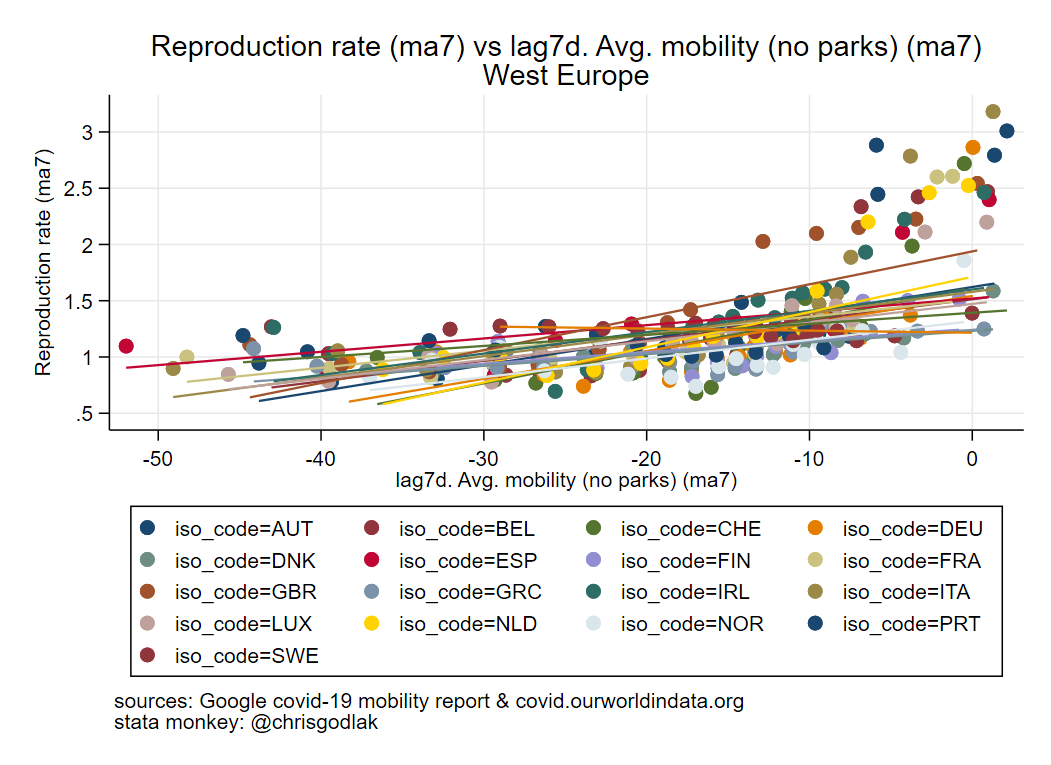 Reproduction rate (ma7) vs lag7d. Avg. mobility (no parks) (ma7)
West Europe
Reproduction rate (ma7)
3
2.5
2
1.5
1
.5
-50 -40 -30 -20 -10 0
lag7d. Avg. mobility (no parks) (ma7)
iso_code=AUT iso_code=BEL iso_code=CHE iso_code=DEU
iso_code=DNK iso_code=ESP iso_code=FIN iso_code=FRA
iso_code=GBR iso_code=GRC iso_code=IRL iso_code=ITA
iso_code=LUX iso_code=NLD iso_code=NOR iso_code=PRT
iso_code=SWE
sources: Google covid-19 mobility report & covid.ourworldindata.org
stata monkey: @chrisgodlak